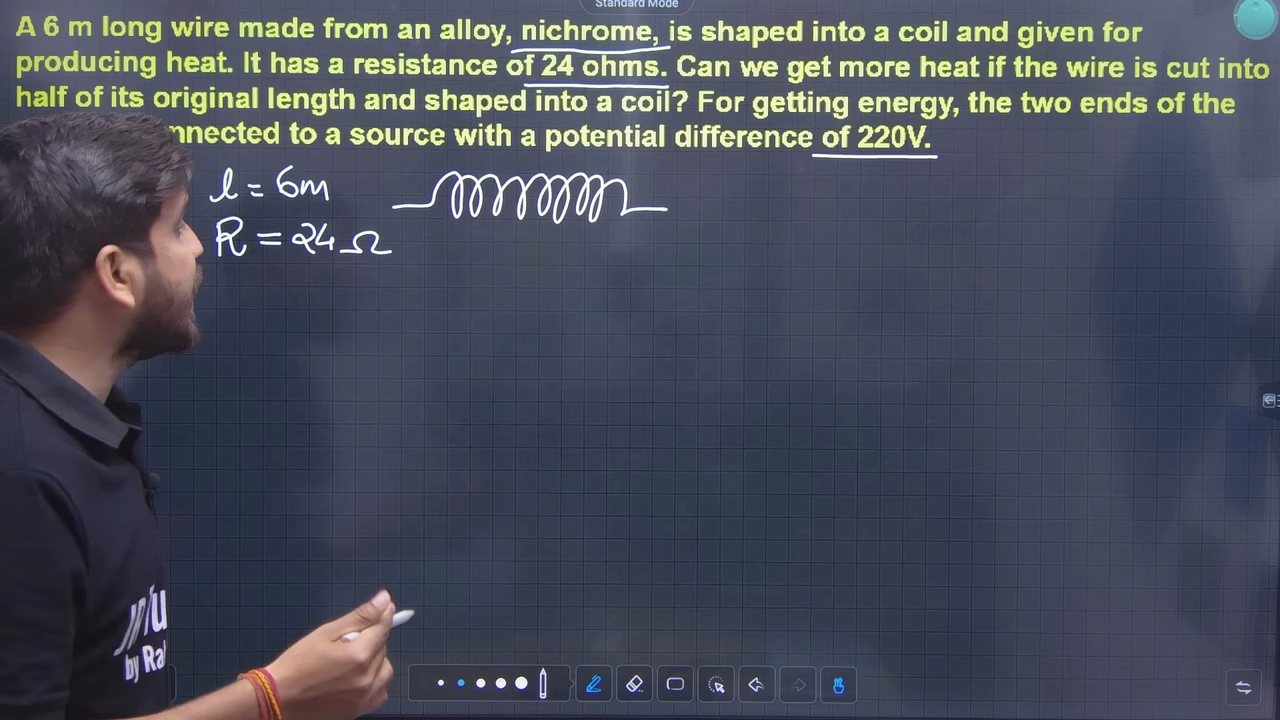 Standard Mode
A 6 m long wire made from an alloy, nichrome, is shaped into a coil and given for
producing heat. It has a resistance of 24 ohms. Can we get more heat if the wire is cut into
half of its original length and shaped into a coil? For getting energy, the two ends of the
nnected to a source with a potential difference of 220V.
l = 6m
R = 24 Ω
by Ra